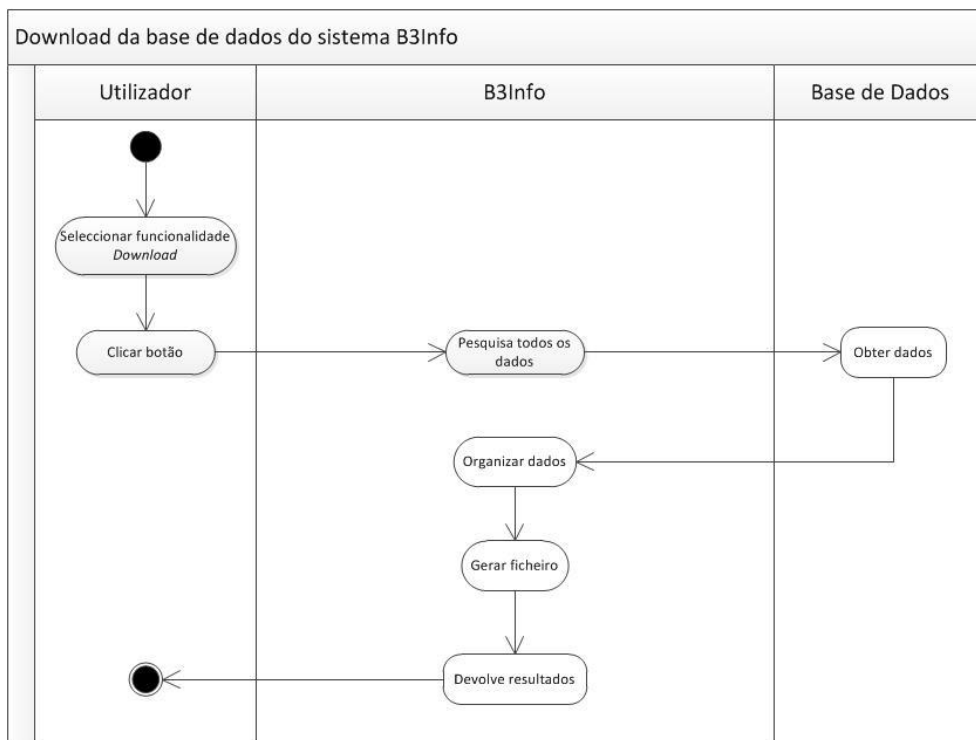 Download da base de dados do sistema B3Info
Utilizador
B3Info
Base de Dados
Seleccionar funcionalidade
Download
Clicar botão
Pesquisa todos os
dados
Obter dados
Organizar dados
Gerar ficheiro
Devolve resultados